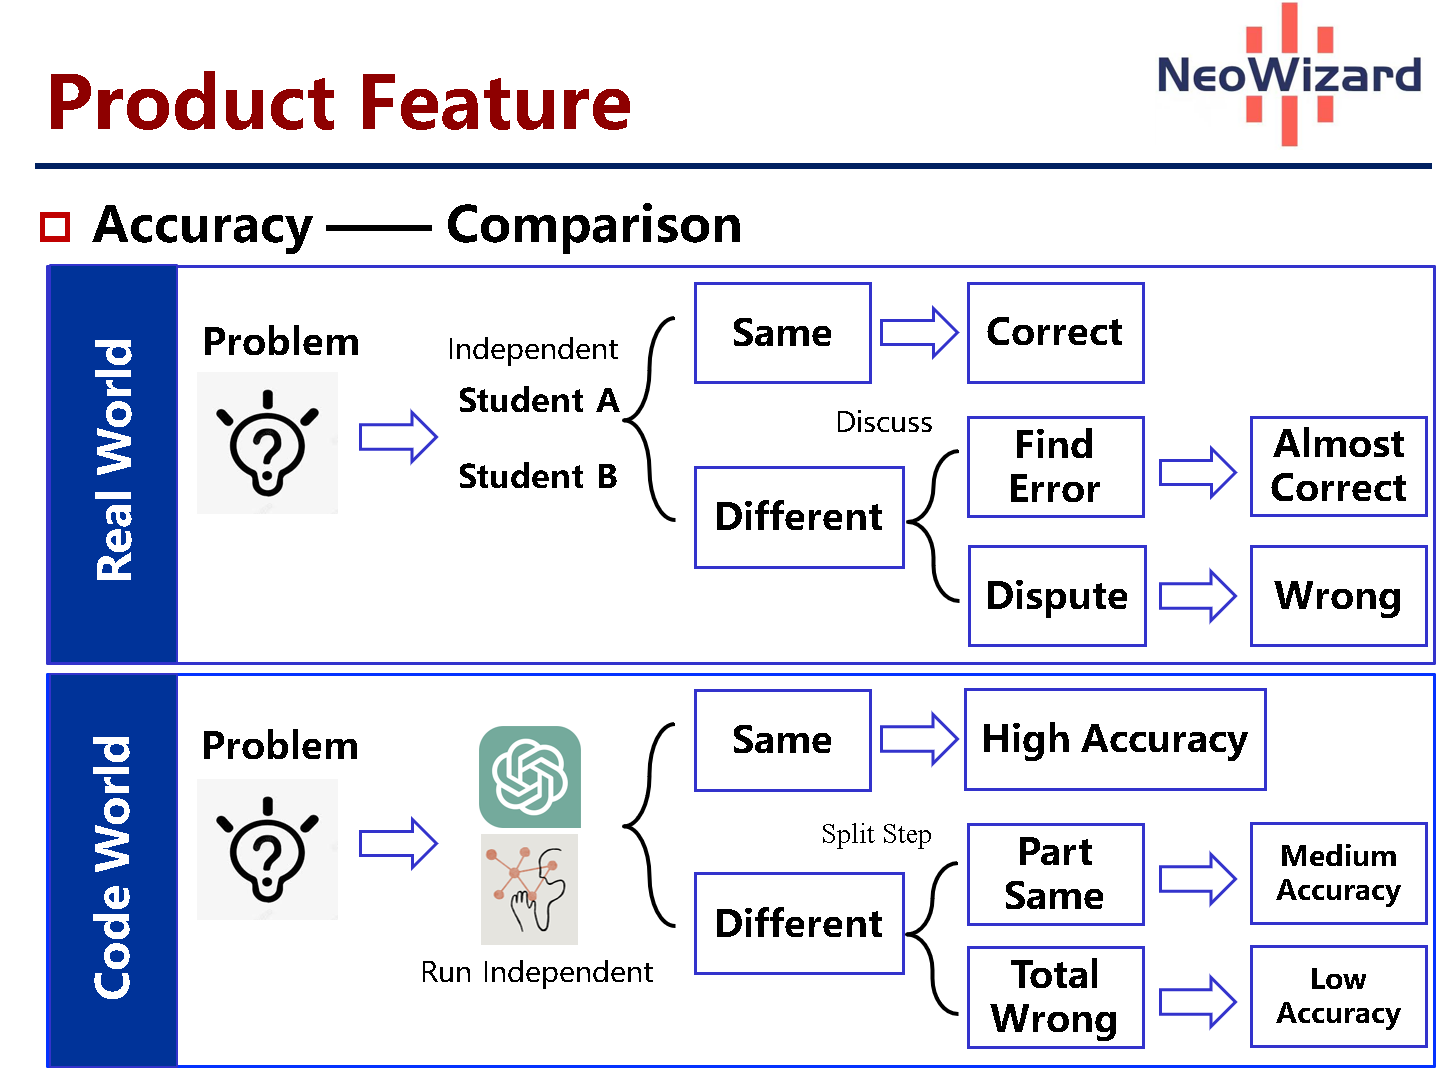 NeoWizard
Product Feature
Accuracy —— Comparison
Real World
Problem
Independent
Student A
Student B
Same
Correct
Discuss
Different
Find
Error
Almost
Correct
Dispute
Wrong
Code World
Problem
Run Independent
Same
High Accuracy
Split Step
Different
Part
Same
Medium
Accuracy
Total
Wrong
Low
Accuracy